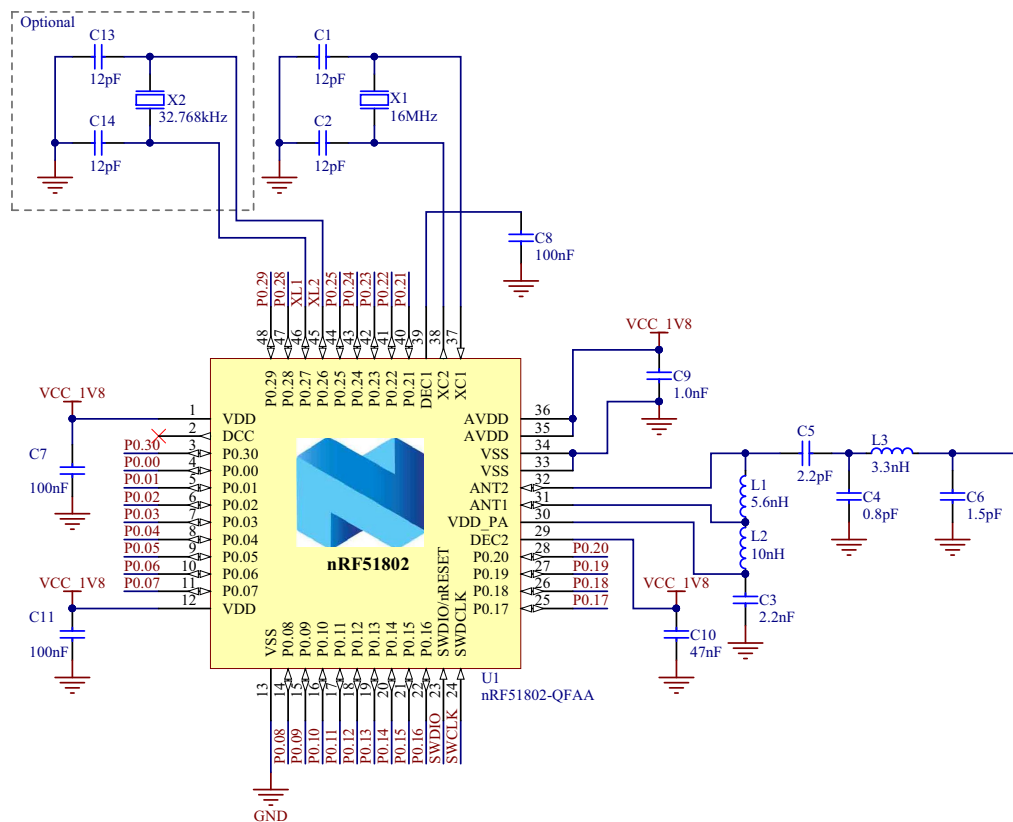 Optional
C13
12pF
X2
32.768kHz
C14
12pF
C1
12pF
X1
16MHz
C2
12pF
C8
100nF
P0.29
P0.28
XL1
XL2
P0.25
P0.24
P0.23
P0.22
P0.21
48
47
46
45
44
43
42
41
40
39
38
37
P0.29
P0.28
P0.27
P0.26
P0.25
P0.24
P0.23
P0.22
P0.21
DEC1
XC2
XC1
VCC_1V8
C7
100nF
VCC_1V8
C11
100nF
1 VDD
2 DCC
P0.30 3 P0.30
P0.00 4 P0.00
P0.01 5 P0.01
P0.02 6 P0.02
P0.03 7 P0.03
P0.04 8 P0.04
P0.05 9 P0.05
P0.06 10 P0.06
P0.07 11 P0.07
12 VDD
nRF51802
AVDD 36
AVDD 35
VSS 34
VSS 33
ANT2 32
ANT1 31
VDD_PA 30
DEC2 29
P0.20 28 P0.20
P0.19 27 P0.19
P0.18 26 P0.18
P0.17 25 P0.17
VCC_1V8
C9
1.0nF
C5
2.2pF
L3
3.3nH
L1
5.6nH
C4
0.8pF
C6
1.5pF
L2
10nH
C3
2.2nF
VCC_1V8
C10
47nF
VSS
P0.08
P0.09
P0.10
P0.11
P0.12
P0.13
P0.14
P0.15
P0.16
SWDIO/nRESET
SWDCLK
13
14
15
16
17
18
19
20
21
22
23
24
P0.08
P0.09
P0.10
P0.11
P0.12
P0.13
P0.14
P0.15
P0.16
SWDIO
SWCLK
U1
nRF51802-QFAA
GND